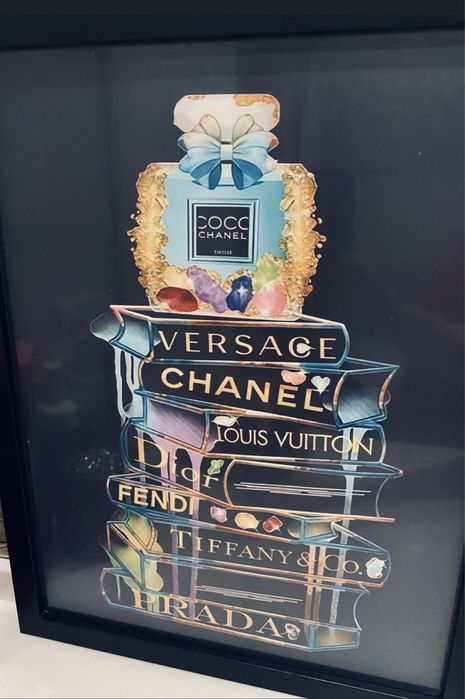 COCO
CHANEL
VERSACE
CHANEL
LOUIS VUITTON
Dior
FENDI
TIFFANY & CO.
PRADA